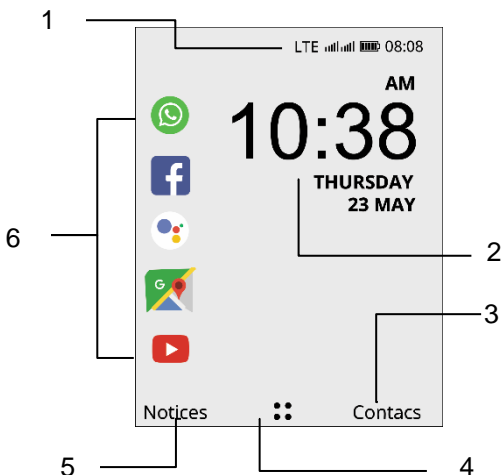 1
LTE 08:08
AM
10:38
THURSDAY
23 MAY
G
6
2
3
Notices Contacs
5
4